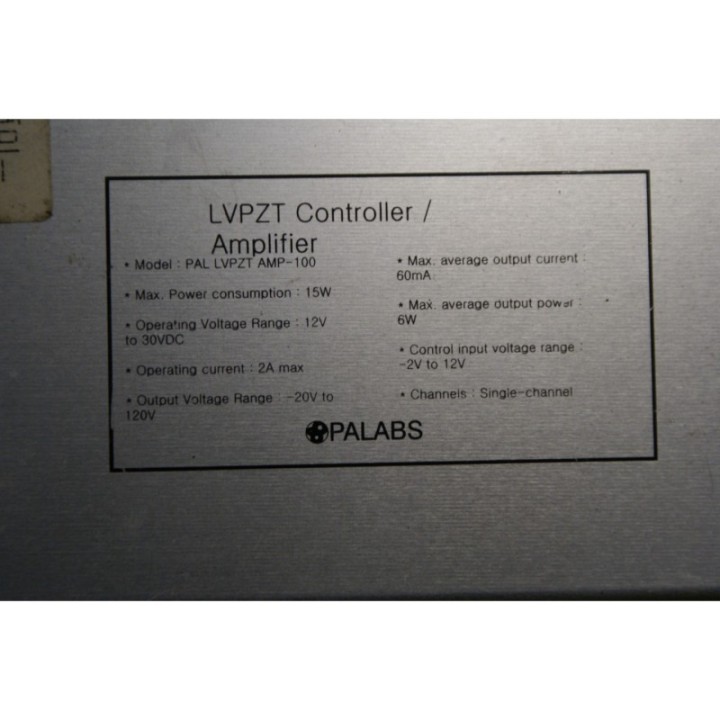 LVPZT Controller /
Amplifier
• Model : PAL LVPZT AMP-100
• Max. Power consumption : 15W
• Operating Voltage Range : 12V
to 30VDC
• Operating current : 2A max
• Output Voltage Range : -20V to
120V
• Max. average output current :
60mA
• Max. average output power :
6W
• Control input voltage range :
-2V to 12V
• Channels : Single-channel
PALABS